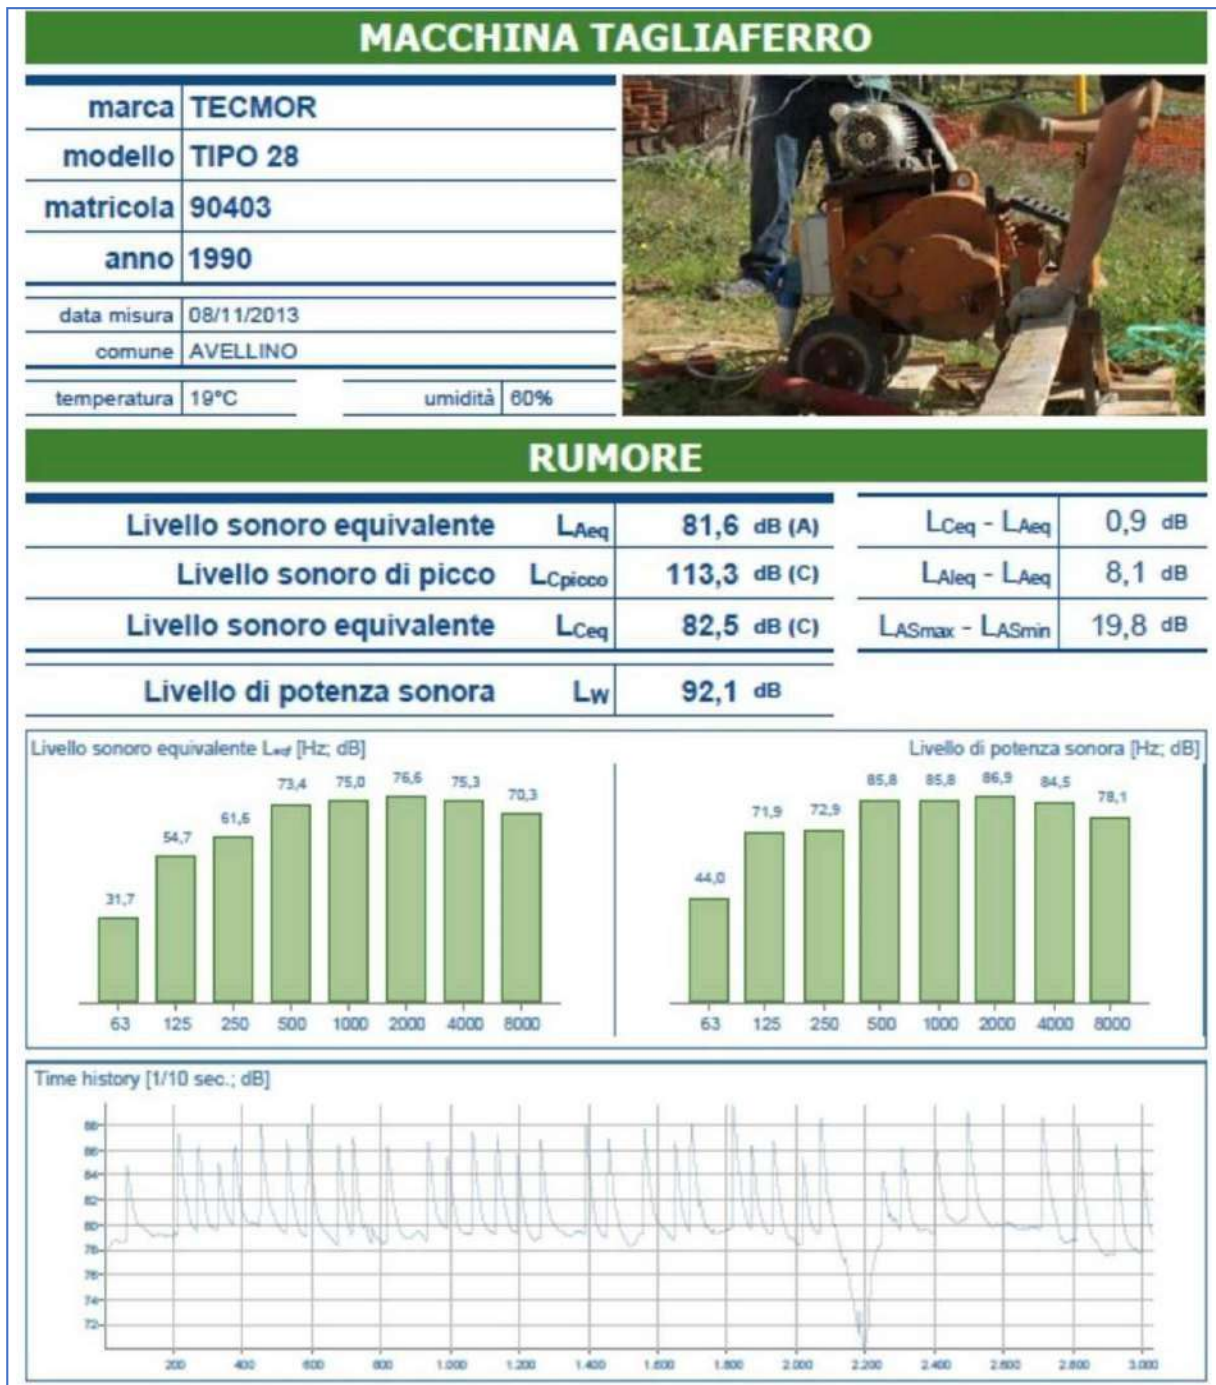 MACCHINA TAGLIAFERRO
marca TECMOR
modello TIPO 28
matricola 90403
anno 1990
data misura 08/11/2013
comune AVELLINO
temperatura 19°C umidità 60%
RUMORE
Livello sonoro equivalente LAeq 81,6 dB (A) LCeq - LAeq 0,9 dB
Livello sonoro di picco LCpicco 113,3 dB (C) LAIeq - LAeq 8,1 dB
Livello sonoro equivalente LCeq 82,5 dB (C) LASmax - LASmin 19,8 dB
Livello di potenza sonora LW 92,1 dB
Livello sonoro equivalente Leqf [Hz; dB] Livello di potenza sonora [Hz; dB]
31,7 54,7 61,6 73,4 75,0 76,6 75,3 70,3
63 125 250 500 1000 2000 4000 8000
44,0 71,9 72,9 85,8 85,8 86,9 84,5 78,1
63 125 250 500 1000 2000 4000 8000
Time history [1/10 sec.; dB]
88
86
84
82
80
78
76
74
72
200 400 600 800 1.000 1.200 1.400 1.600 1.800 2.000 2.200 2.400 2.600 2.800 3.000